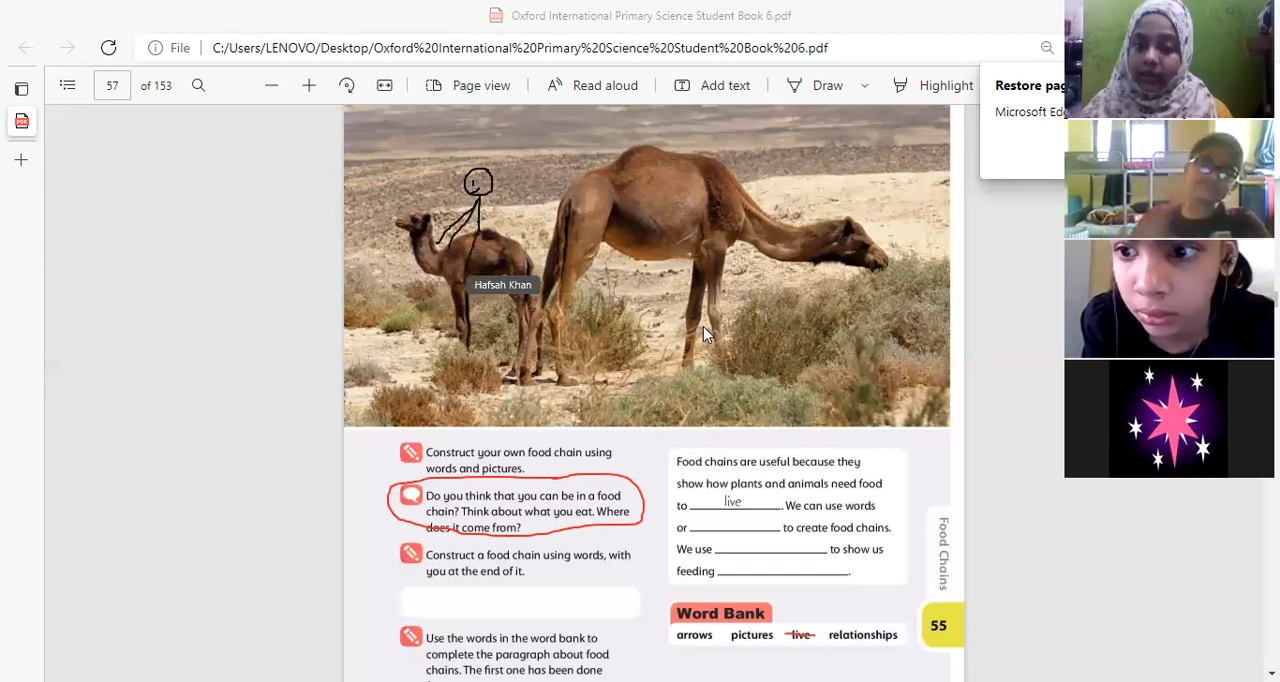 Oxford International Primary Science Student Book 6.pdf
File C:/Users/LENOVO/Desktop/Oxford%20International%20Primary%20Science%20Student%20Book%206.pdf
57 of 153 Page view Read aloud Add text Draw Highlight
Restore pag
Microsoft Ed
Hafsah Khan
Construct your own food chain using
words and pictures.
Do you think that you can be in a food
chain? Think about what you eat. Where
does it come from?
Construct a food chain using words, with
you at the end of it.
Use the words in the word bank to
complete the paragraph about food
chains. The first one has been done
Food chains are useful because they
show how plants and animals need food
to live. We can use words
or ____________ to create food chains.
We use ____________ to show us
feeding ____________.
Word Bank
arrows pictures live relationships
Food Chains
55